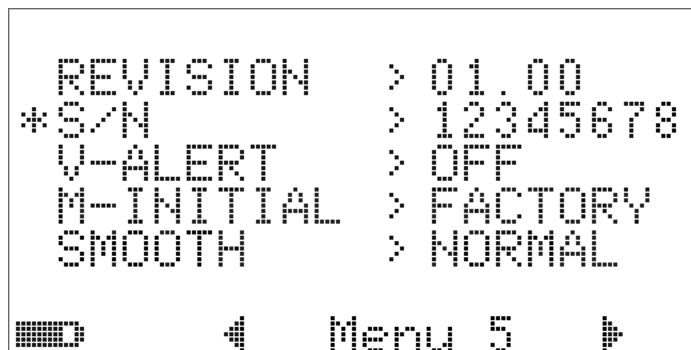 REVISION > 01.00
*S/N > 12345678
V-ALERT > OFF
M-INITIAL > FACTORY
SMOOTH > NORMAL
◀ Menu 5 ▶